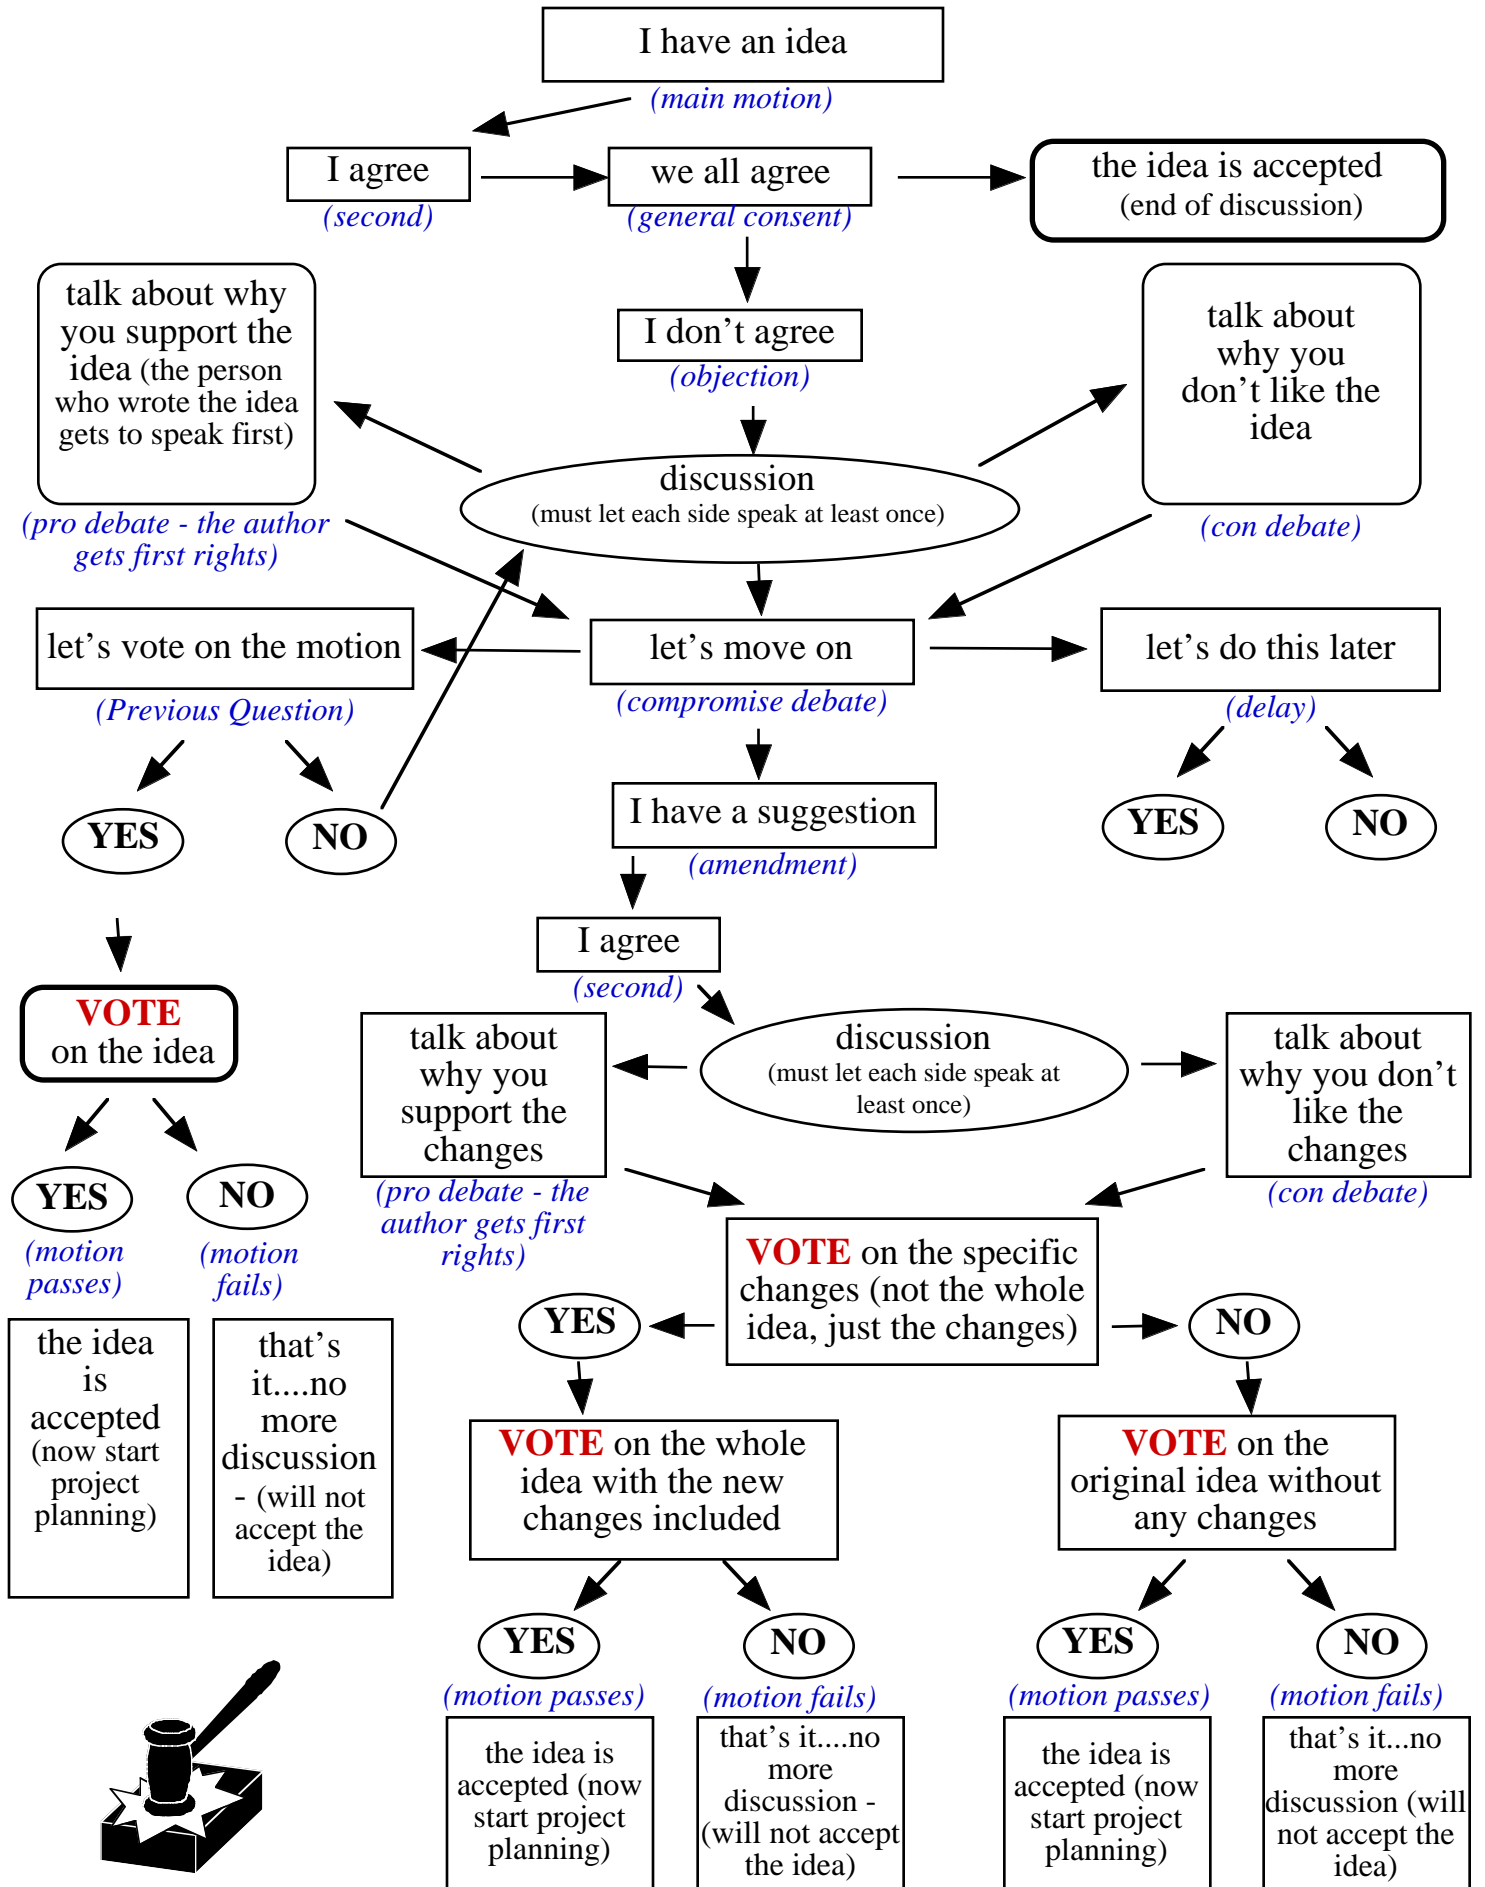 I have an idea
(main motion)
I agree
(second)
we all agree
(general consent)
the idea is accepted
(end of discussion)
talk about why
you support the
idea (the person
who wrote the idea
gets to speak first)
(pro debate - the author
gets first rights)
I don't agree
(objection)
talk about
why you
don't like the
idea
(con debate)
discussion
(must let each side speak at least once)
let's vote on the motion
(Previous Question)
let's move on
(compromise debate)
let's do this later
(delay)
YES
NO
I have a suggestion
(amendment)
YES
NO
I agree
(second)
VOTE
on the idea
talk about
why you
support the
changes
(pro debate - the
author gets first
rights)
discussion
(must let each side speak at
least once)
talk about
why you don't
like the
changes
(con debate)
YES
(motion
passes)
NO
(motion
fails)
VOTE on the specific
changes (not the whole
idea, just the changes)
YES
NO
the idea
is
accepted
(now start
project
planning)
that's
it....no
more
discussion
- (will not
accept the
idea)
VOTE on the whole
idea with the new
changes included
VOTE on the
original idea without
any changes
YES
(motion passes)
NO
(motion fails)
YES
(motion passes)
NO
(motion fails)
the idea is
accepted (now
start project
planning)
that's it....no
more
discussion -
(will not accept
the idea)
the idea is
accepted (now
start project
planning)
that's it...no
more
discussion (will
not accept the
idea)